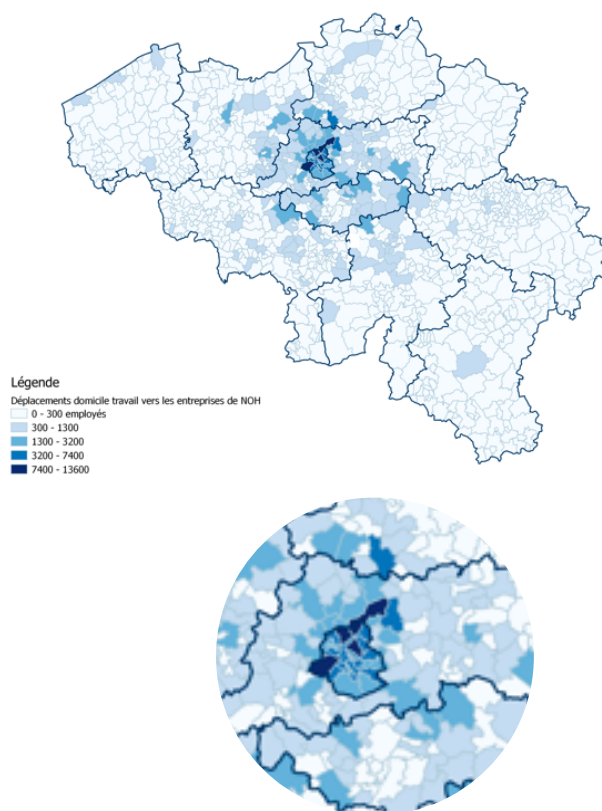 Légende
Déplacements domicile travail vers les entreprises de NOH
0 - 300 employés
300 - 1300
1300 - 3200
3200 - 7400
7400 - 13600